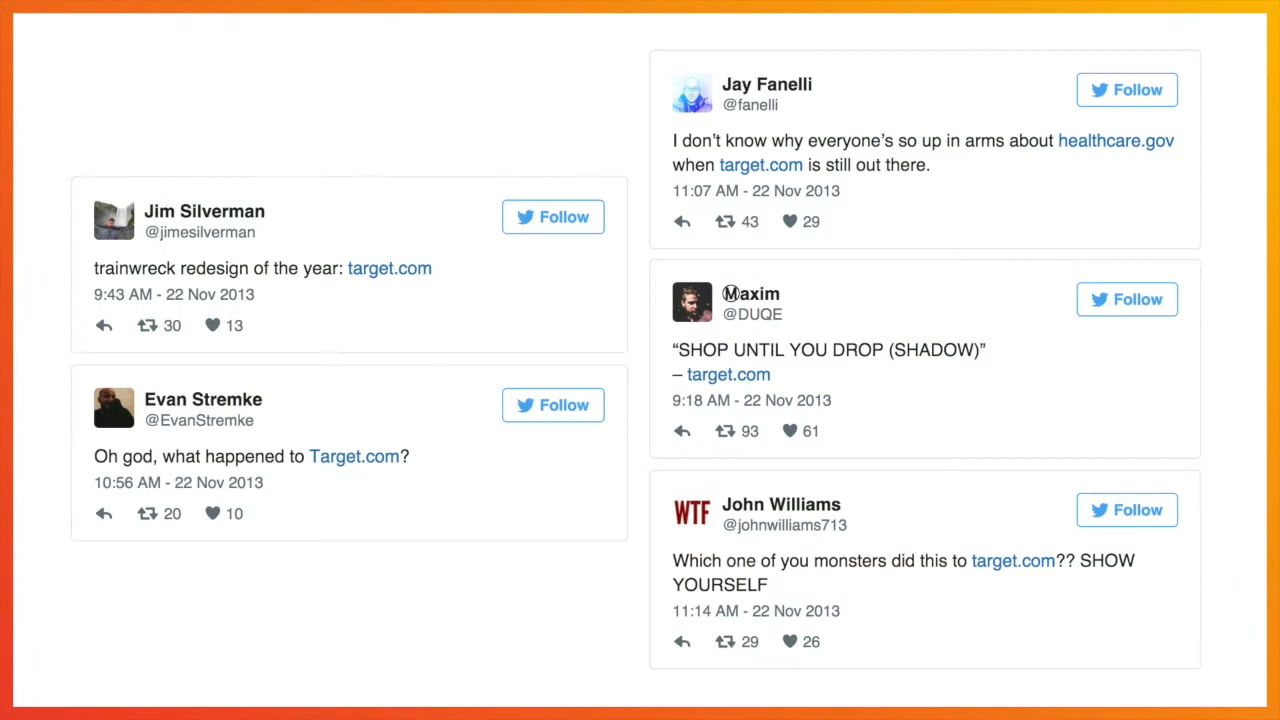 Jim Silverman
@jimesilverman
Follow
trainwreck redesign of the year: target.com
9:43 AM - 22 Nov 2013
30 13
Evan Stremke
@EvanStremke
Follow
Oh god, what happened to Target.com?
10:56 AM - 22 Nov 2013
20 10
Jay Fanelli
@fanelli
Follow
I don’t know why everyone’s so up in arms about healthcare.gov
when target.com is still out there.
11:07 AM - 22 Nov 2013
43 29
Ⓜaxim
@DUQE
Follow
“SHOP UNTIL YOU DROP (SHADOW)”
– target.com
9:18 AM - 22 Nov 2013
93 61
WTF
John Williams
@johnwilliams713
Follow
Which one of you monsters did this to target.com?? SHOW
YOURSELF
11:14 AM - 22 Nov 2013
29 26